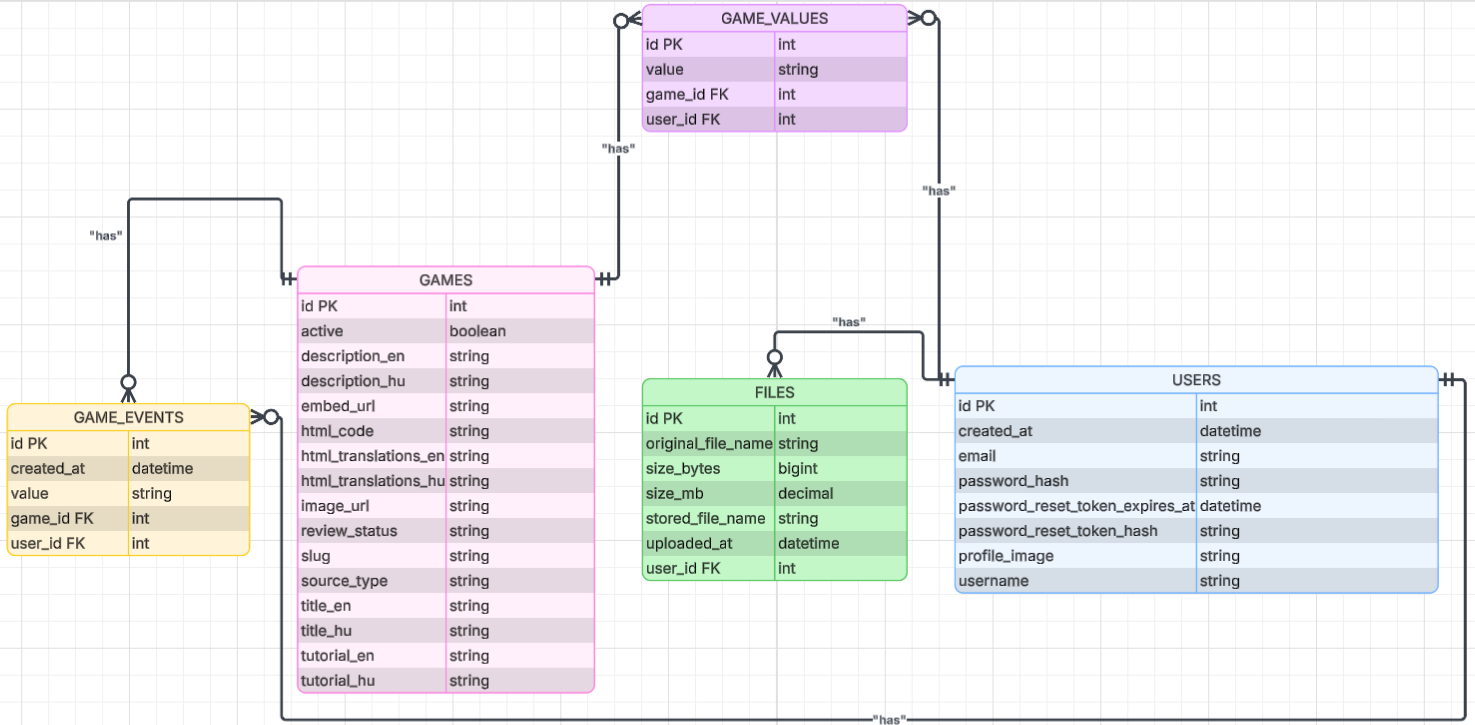 GAME_VALUES
id PK int
value string
game_id FK int
user_id FK int
"has"
"has"
"has"
GAMES
id PK int
active boolean
description_en string
description_hu string
embed_url string
html_code string
html_translations_en string
html_translations_hu string
image_url string
review_status string
slug string
source_type string
title_en string
title_hu string
tutorial_en string
tutorial_hu string
"has"
GAME_EVENTS
id PK int
created_at datetime
value string
game_id FK int
user_id FK int
FILES
id PK int
original_file_name string
size_bytes bigint
size_mb decimal
stored_file_name string
uploaded_at datetime
user_id FK int
USERS
id PK int
created_at datetime
email string
password_hash string
password_reset_token_expires_at datetime
password_reset_token_hash string
profile_image string
username string
"has"